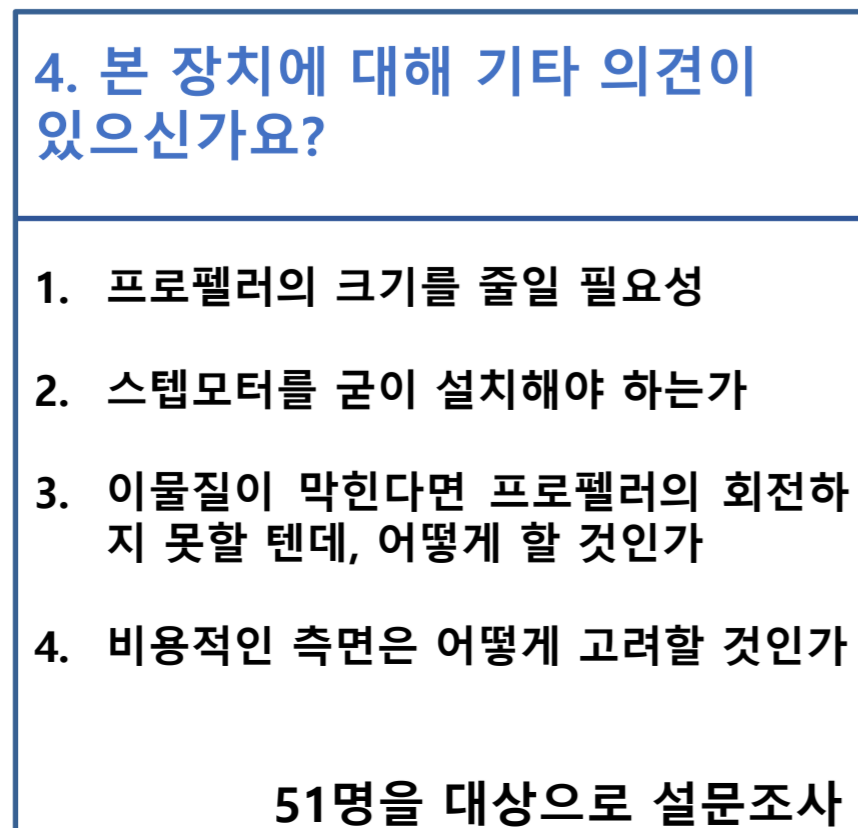 4. 본 장치에 대해 기타 의견이
있으신가요?
1. 프로펠러의 크기를 줄일 필요성
2. 스텝모터를 굳이 설치해야 하는가
3. 이물질이 막힌다면 프로펠러의 회전하
지 못할 텐데, 어떻게 할 것인가
4. 비용적인 측면은 어떻게 고려할 것인가
51명을 대상으로 설문조사